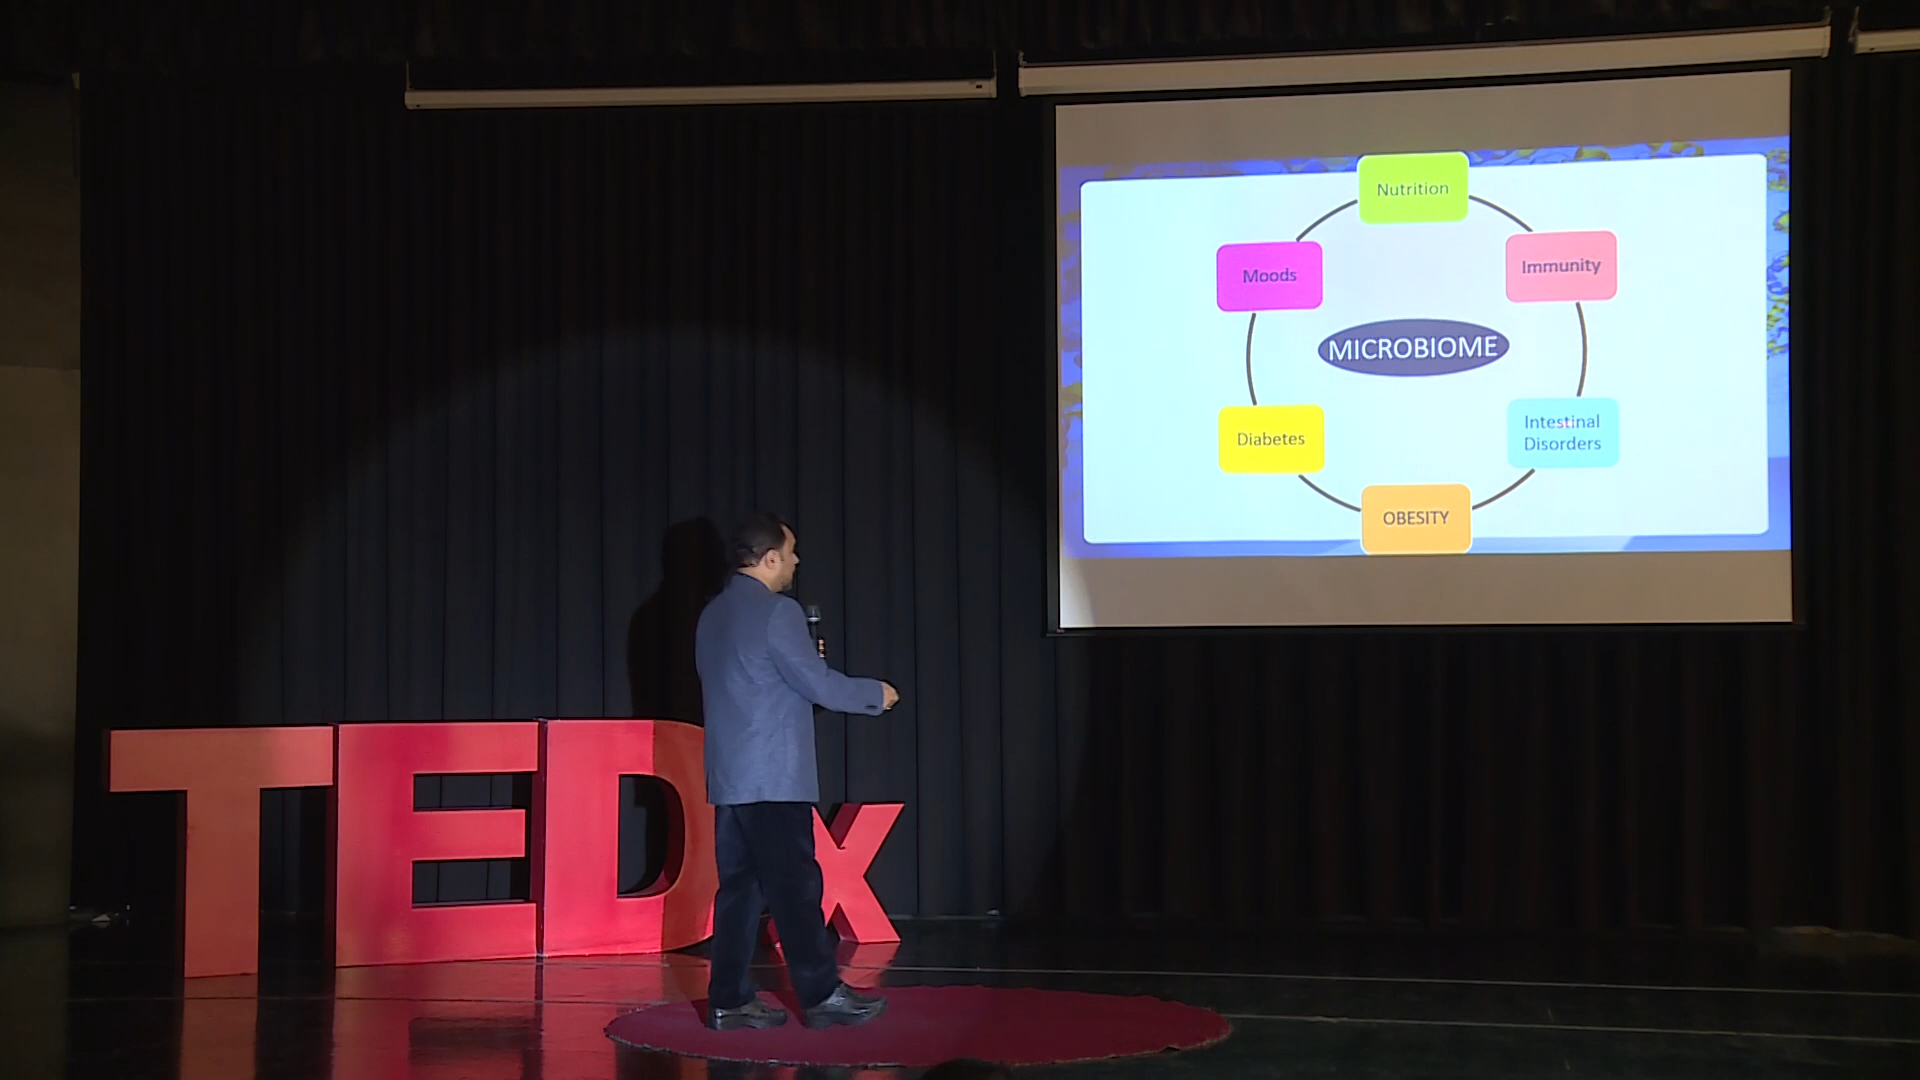 Nutrition
Moods
Immunity
MICROBIOME
Diabetes
Intestinal
Disorders
OBESITY
TEDx